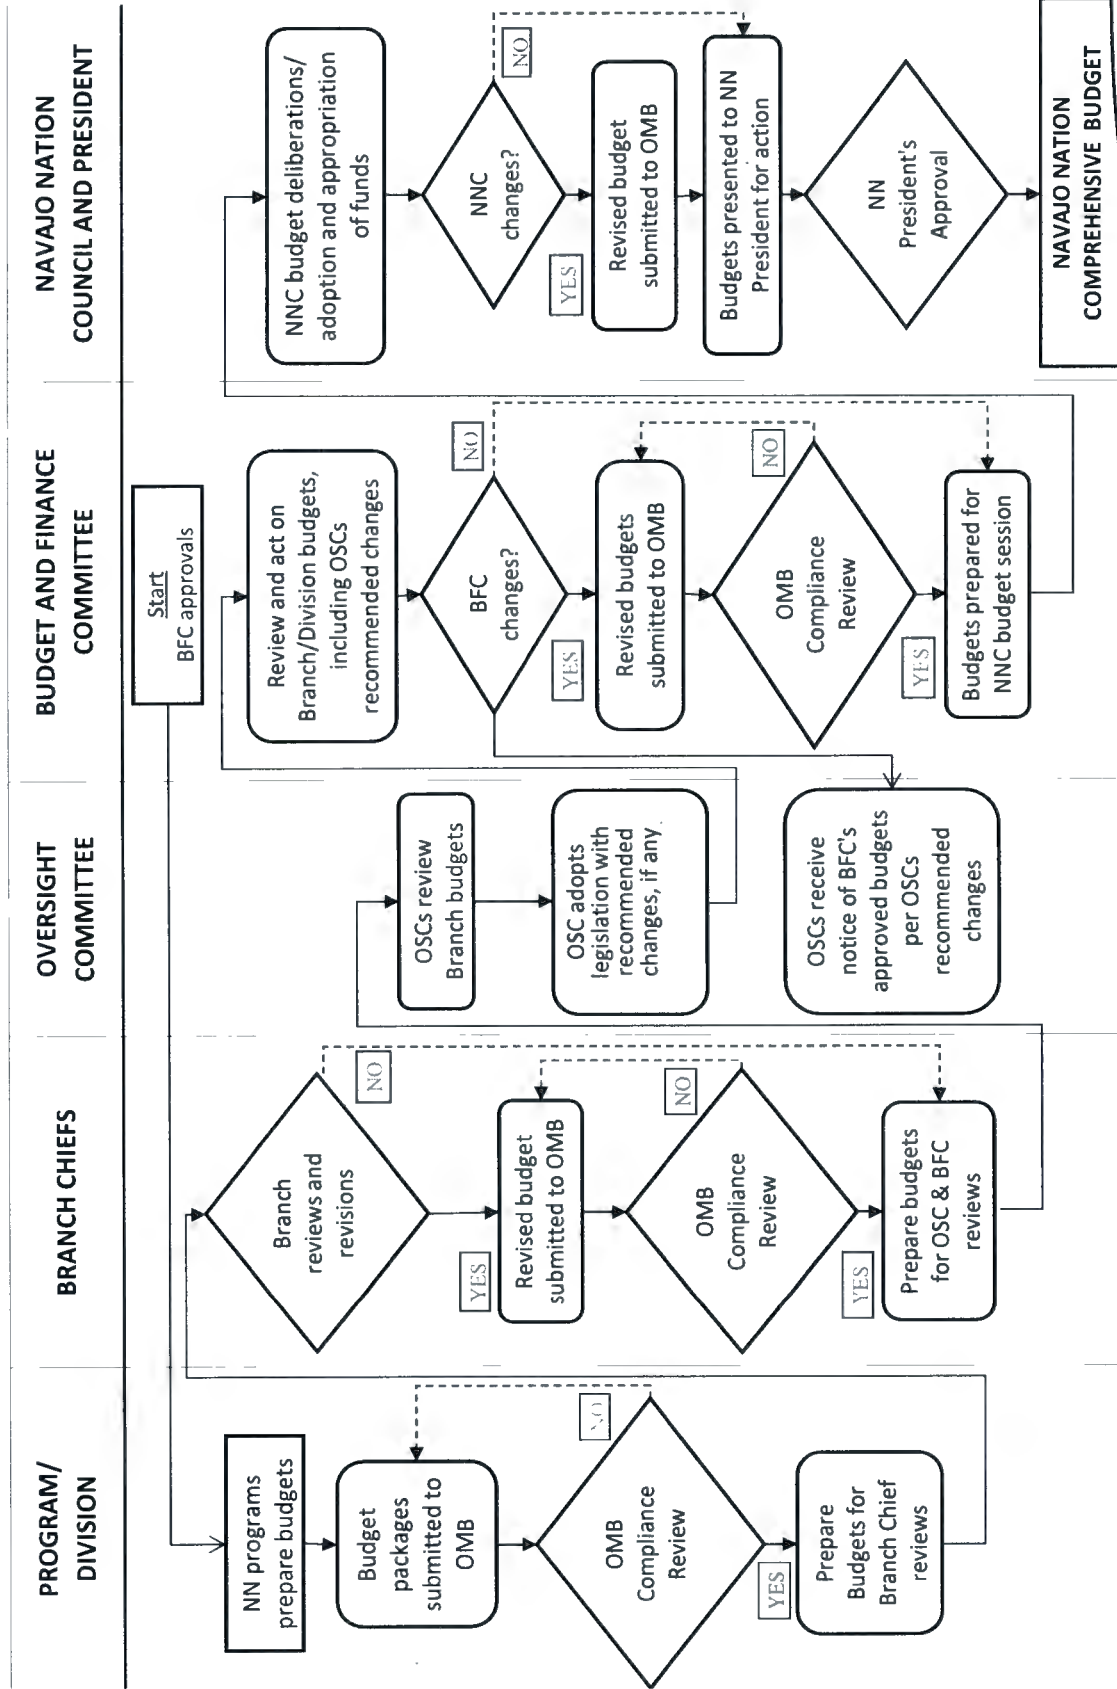 PROGRAM/
DIVISION
BRANCH CHIEFS
OVERSIGHT
COMMITTEE
BUDGET AND FINANCE
COMMITTEE
NAVAJO NATION
COUNCIL AND PRESIDENT
NN programs
prepare budgets
Budget
packages
submitted to
OMB
OMB
Compliance
Review
NO
YES
Prepare
Budgets for
Branch Chief
reviews
Branch
reviews and
revisions
NO
YES
Revised budget
submitted to OMB
OMB
Compliance
Review
NO
YES
Prepare budgets
for OSC & BFC
reviews
OSCs review
Branch budgets
OSC adopts
legislation with
recommended
changes, if any.
OSCs receive
notice of BFC's
approved budgets
per OSCs
recommended
changes
Start
BFC approvals
Review and act on
Branch/Division budgets,
including OSCs
recommended changes
BFC
changes?
NO
YES
Revised budgets
submitted to OMB
OMB
Compliance
Review
NO
YES
Budgets prepared for
NNC budget session
NNC budget deliberations/
adoption and appropriation
of funds
NNC
changes?
NO
YES
Revised budget
submitted to OMB
Budgets presented to NN
President for action
NN
President's
Approval
NAVAJO NATION
COMPREHENSIVE BUDGET